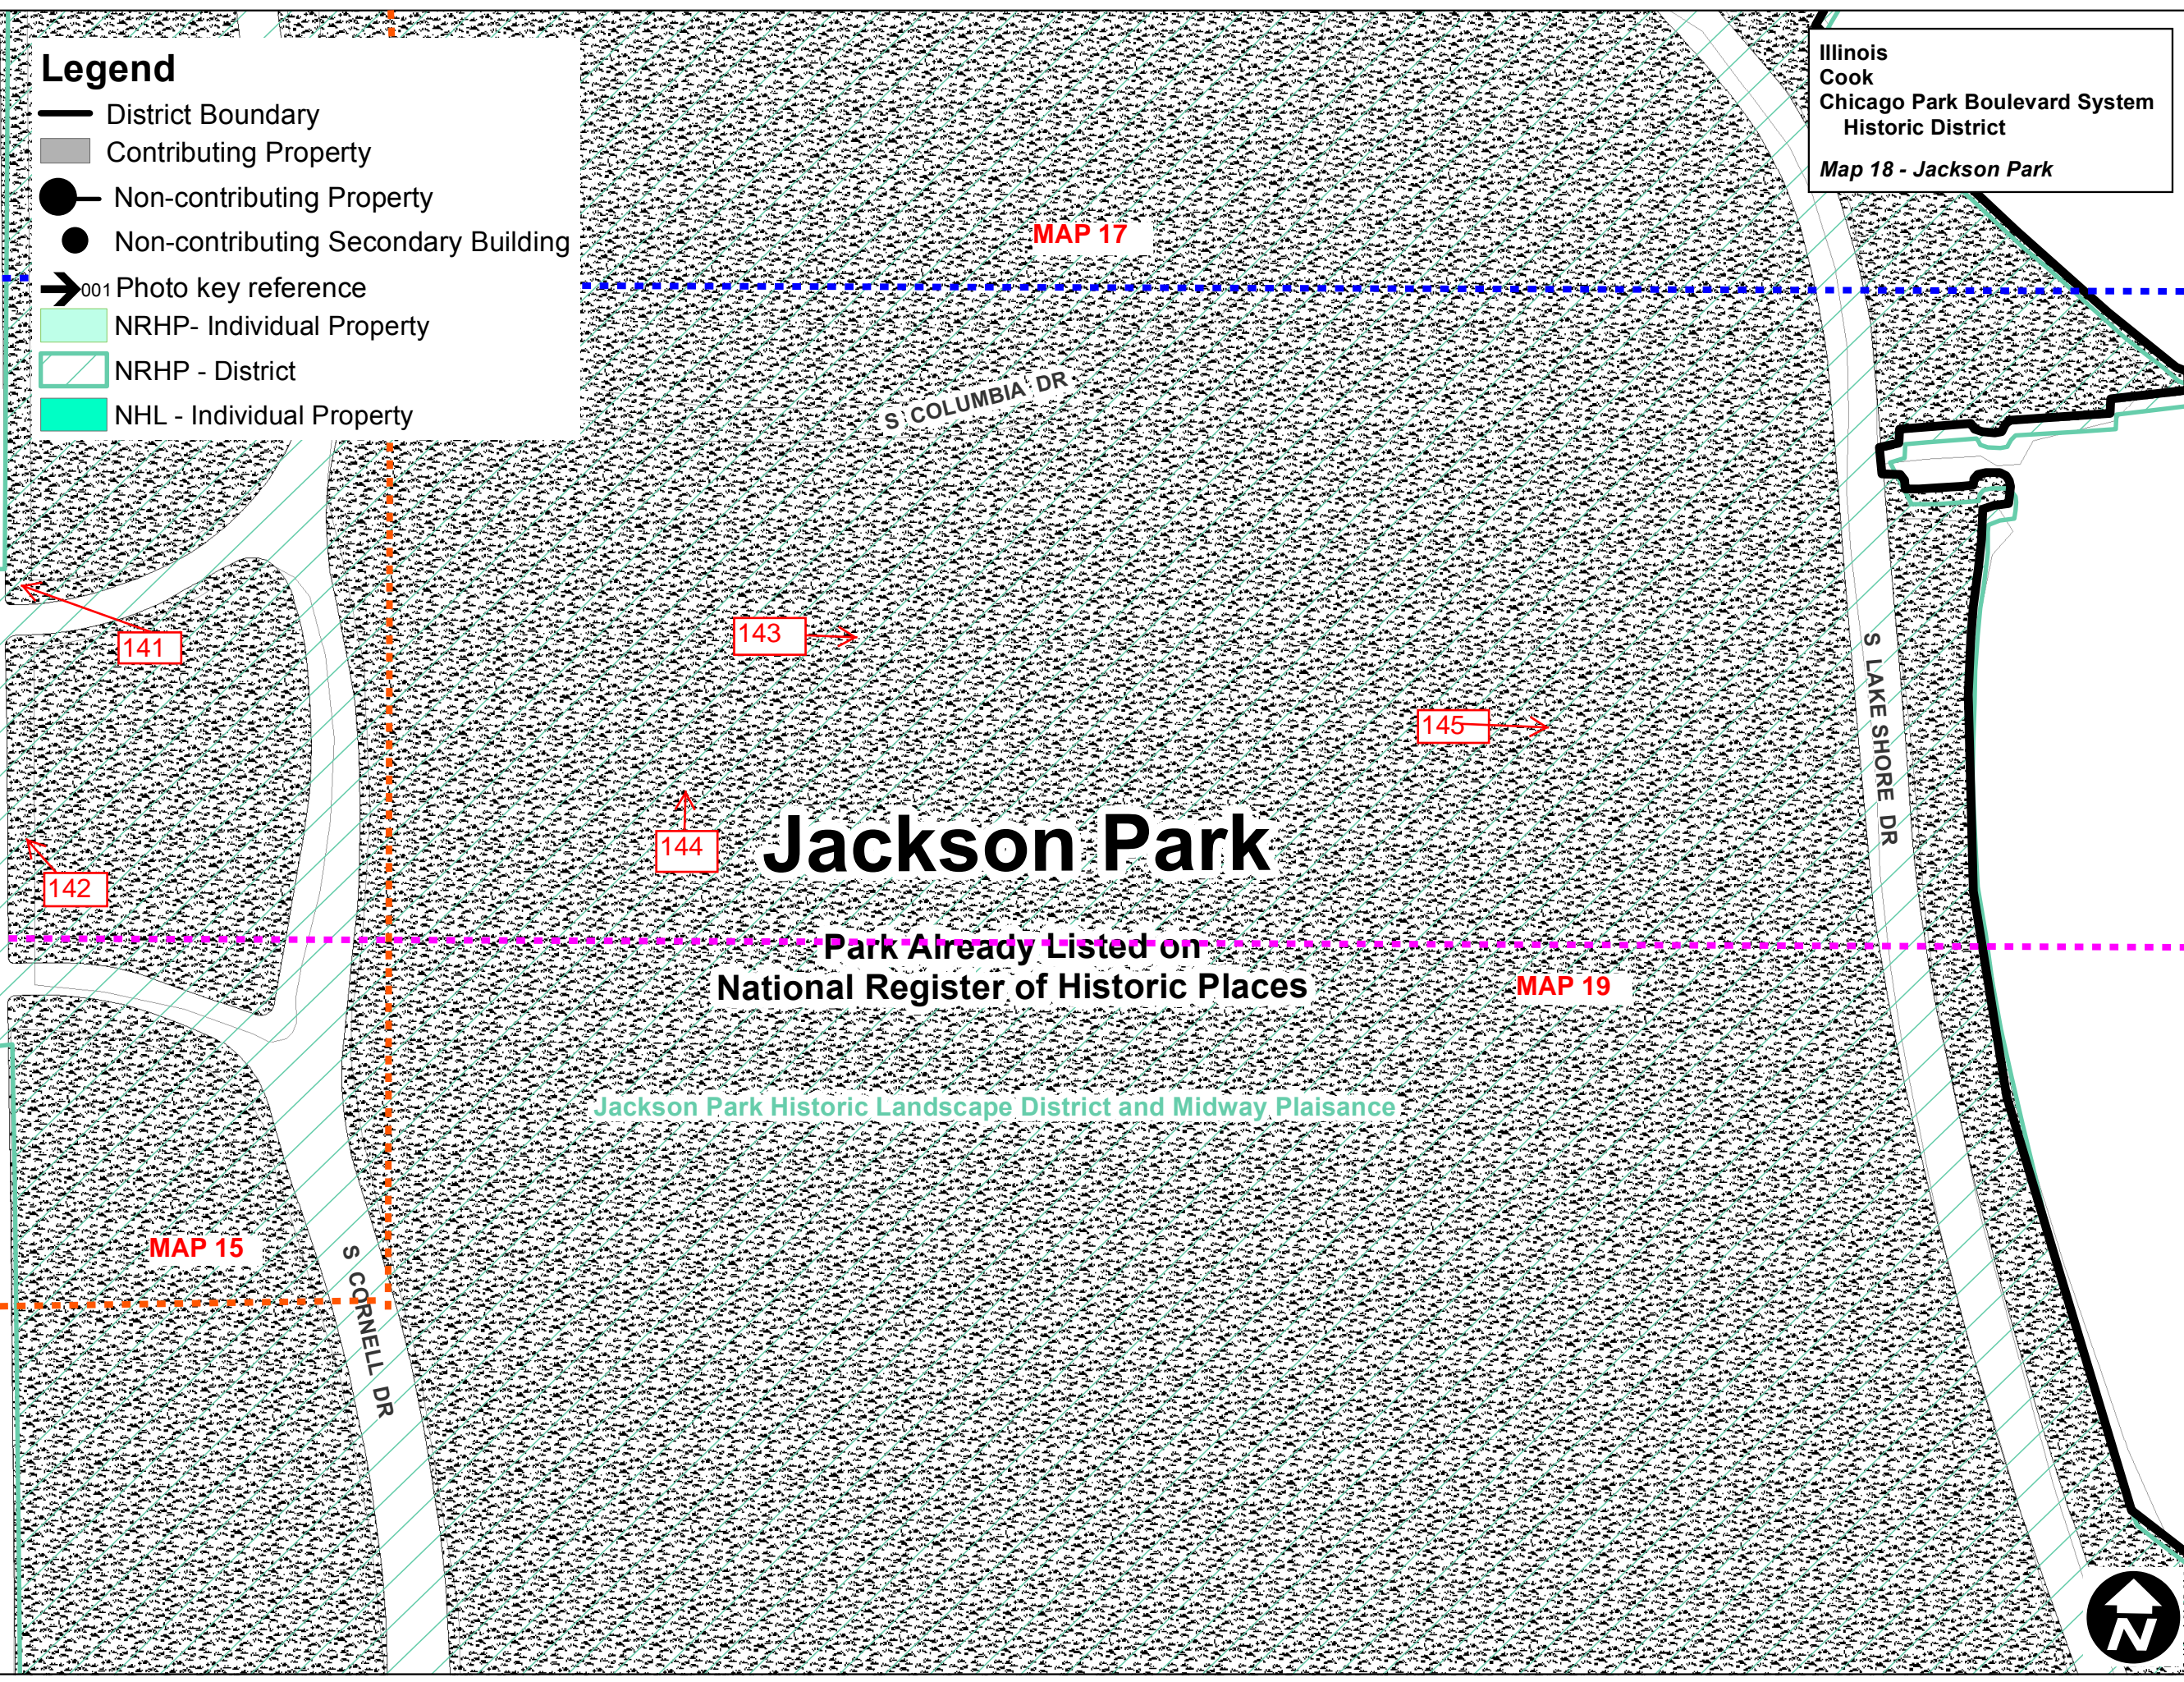 Legend
District Boundary
Contributing Property
Non-contributing Property
Non-contributing Secondary Building
001 Photo key reference
NRHP- Individual Property
NRHP - District
NHL - Individual Property
Illinois
Cook
Chicago Park Boulevard System
Historic District
Map 18 - Jackson Park
MAP 17
S COLUMBIA DR
141
143
145
S LAKE SHORE DR
144
Jackson Park
142
Park Already Listed on
National Register of Historic Places
MAP 19
Jackson Park Historic Landscape District and Midway Plaisance
MAP 15
S CORNELL DR
N